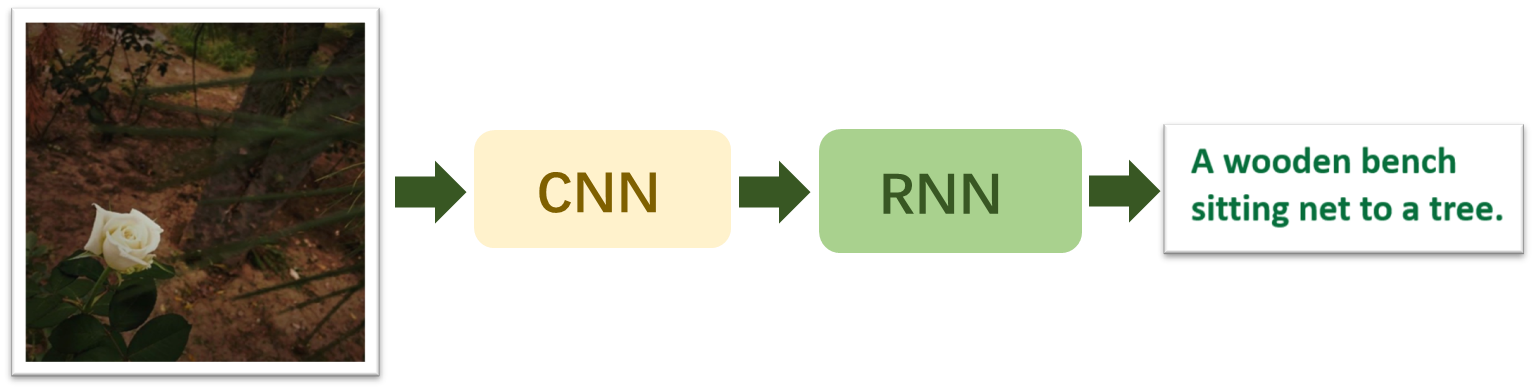 CNN
RNN
A wooden bench
sitting net to a tree.